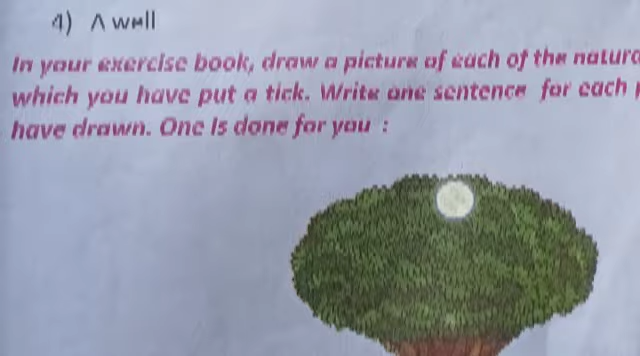 4) A well
In your exercise book, draw a picture of each of the
which you have put a tick. Write one sentence for each
have drawn. One is done for you :